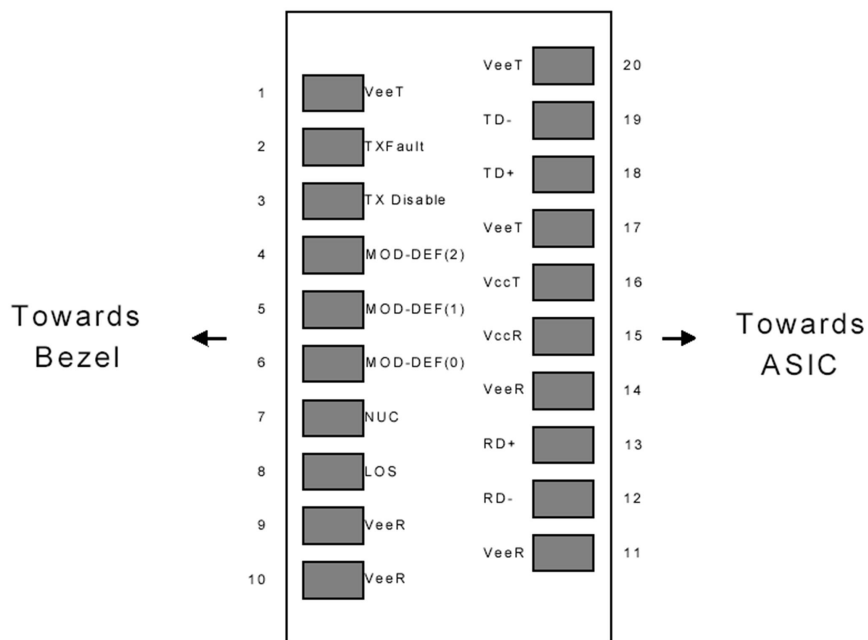 VeeT 20
1 VeeT
TD- 19
2 TXFault
TD+ 18
3 TX Disable
VeeT 17
4 MOD-DEF(2)
VccT 16
5 MOD-DEF(1)
Towards
Bezel
VccR 15
Towards
ASIC
6 MOD-DEF(0)
VeeR 14
7 NUC
RD+ 13
8 LOS
RD- 12
9 VeeR
VeeR 11
10 VeeR